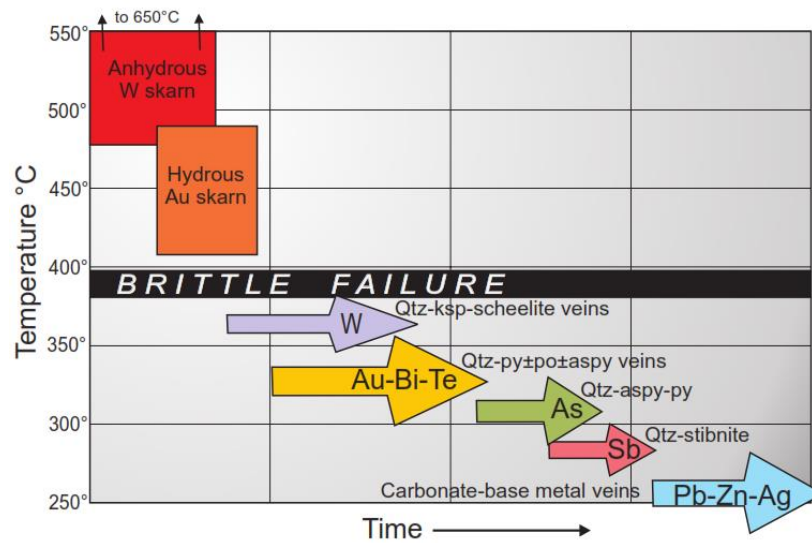 to 650°C
550°
Anhydrous
W skarn
500°
Hydrous
Au skarn
450°
400°
BRITTLE FAILURE
Qtz-ksp-scheelite veins
W
350°
Qtz-py±po±aspy veins
Au-Bi-Te
Qtz-aspy-py
As
300°
Qtz-stibnite
Sb
Carbonate-base metal veins
Pb-Zn-Ag
250°
Temperature °C
Time